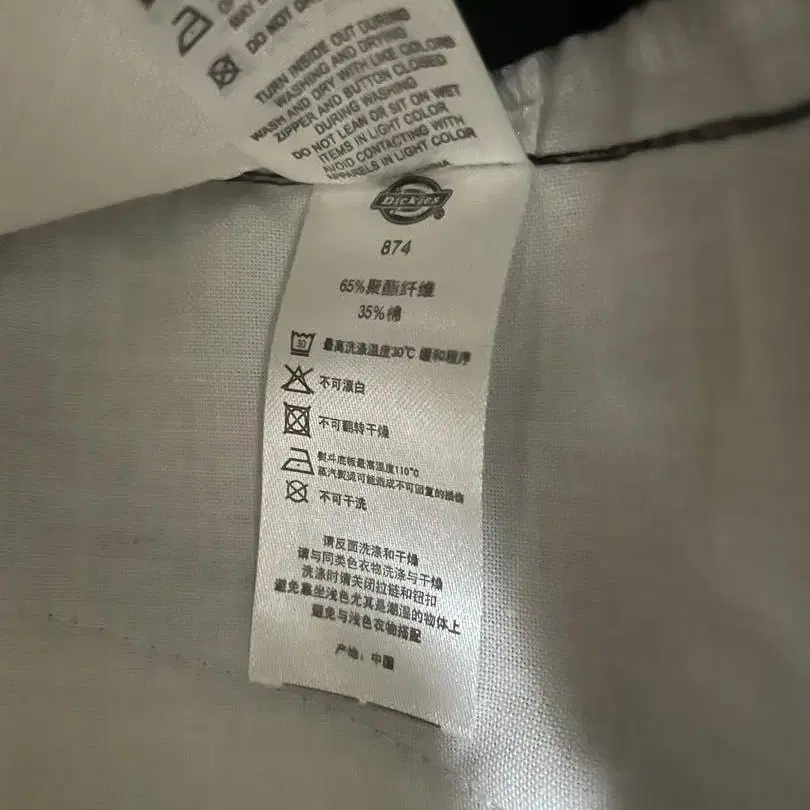 DO NOT
TURN INSIDE OUT DURING
WASHING AND DRYING
WASH AND DRY WITH LIKE COLORS
ZIPPER AND BUTTON CLOSED
DURING WASHING
DO NOT LEAN OR SIT ON WET
ITEMS IN LIGHT COLOR
AVOID CONTACTING WITH
APPARELS IN LIGHT COLOR
Dickies
874
65%聚酯纤维
35%棉
30 最高洗涤温度30℃ 缓和程序
不可漂白
不可翻转干燥
熨斗底板最高温度110℃
蒸汽熨烫可能造成不可回复的损伤
不可干洗
请反面洗涤和干燥
请与同类色衣物洗涤与干燥
洗涤时请关闭拉链和钮扣
避免靠坐浅色尤其是潮湿的物体上
避免与浅色衣物搭配
产地：中国